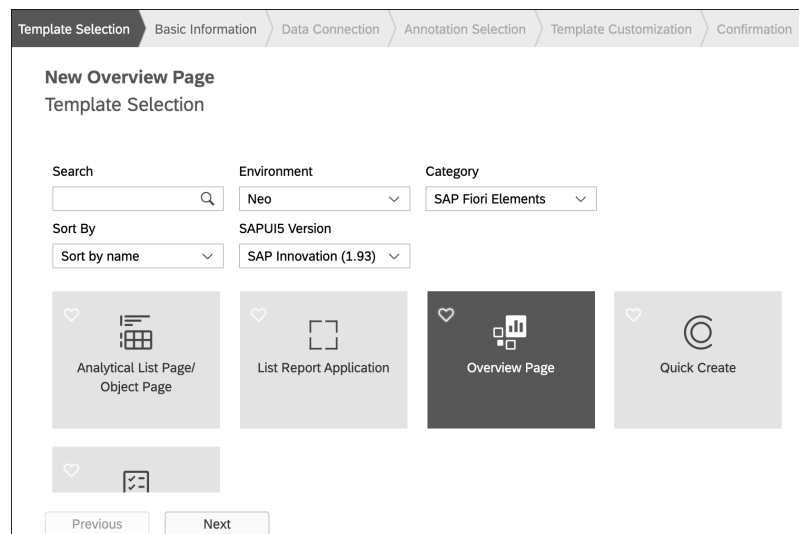 Template Selection Basic Information Data Connection Annotation Selection Template Customization Confirmation
New Overview Page
Template Selection
Search Environment Category
Neo SAP Fiori Elements
Sort By SAPUI5 Version
Sort by name SAP Innovation (1.93)
Analytical List Page/
Object Page
List Report Application
Overview Page
Quick Create
Previous Next